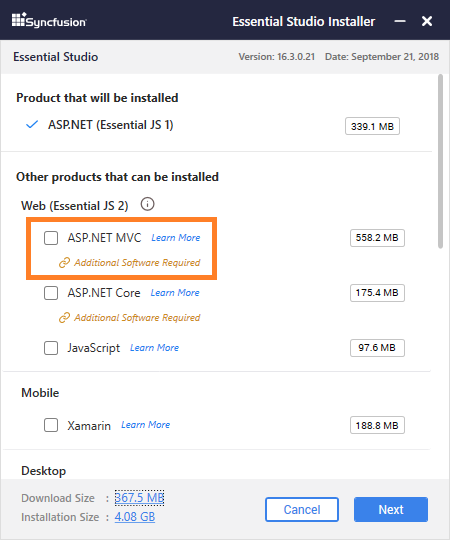 Syncfusion® Essential Studio Installer
Essential Studio Version: 16.3.0.21 Date: September 21, 2018
Product that will be installed
ASP.NET (Essential JS 1) 339.1 MB
Other products that can be installed
Web (Essential JS 2)
ASP.NET MVC Learn More 558.2 MB
Additional Software Required
ASP.NET Core Learn More 175.4 MB
Additional Software Required
JavaScript Learn More 97.6 MB
Mobile
Xamarin Learn More 188.8 MB
Desktop
Download Size : 367.5 MB
Installation Size : 4.08 GB
Cancel Next